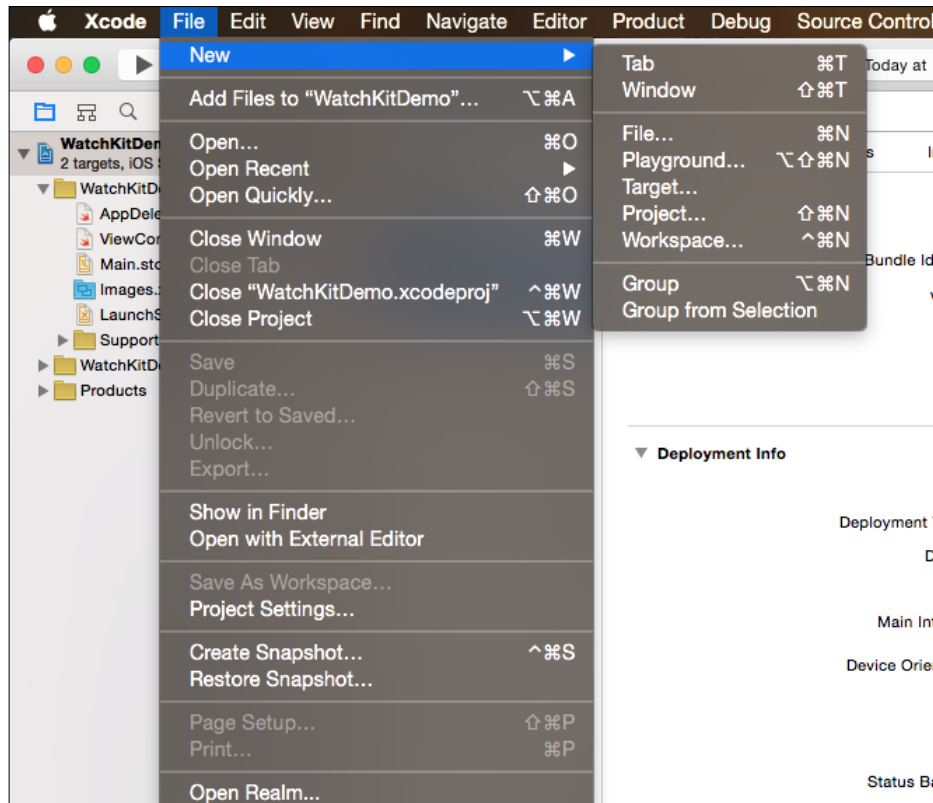 Xcode File Edit View Find Navigate Editor Product Debug Source Control
New
Add Files to “WatchKitDemo”... ⌥⌘A
Open... ⌘O
Open Recent
Open Quickly... ⇧⌘O
Close Window ⌘W
Close Tab
Close “WatchKitDemo.xcodeproj” ^⌘W
Close Project ⌥⌘W
Save ⌘S
Duplicate... ⇧⌘S
Revert to Saved...
Unlock...
Export...
Show in Finder
Open with External Editor
Save As Workspace...
Project Settings...
Create Snapshot... ^⌘S
Restore Snapshot...
Page Setup... ⇧⌘P
Print... ⌘P
Open Realm...
Tab ⌘T
Window ⇧⌘T
File... ⌘N
Playground... ⌥⇧⌘N
Target...
Project... ⇧⌘N
Workspace... ^⌘N
Group ⌥⌘N
Group from Selection
WatchKitDem
2 targets, iOS
WatchKitD
AppDele
ViewCor
Main.sto
Images.
LaunchS
Support
WatchKitD
Products
Today at
Bundle Id
Deployment Info
Deployment
D
Main Int
Device Orie
Status Ba